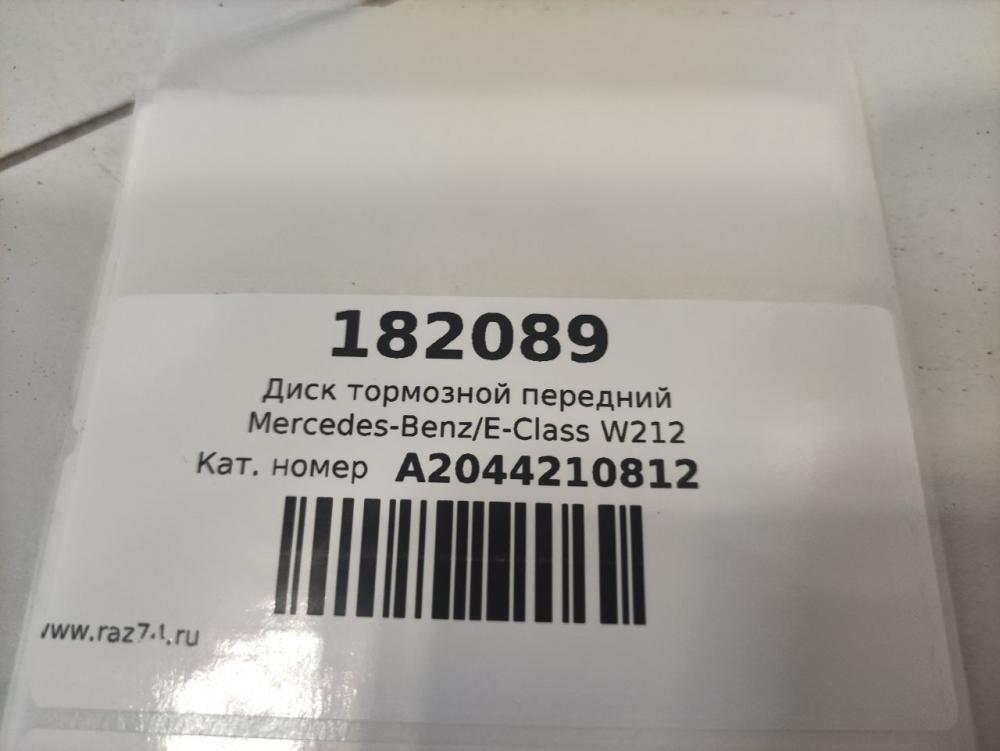 182089
Диск тормозной передний
Mercedes-Benz/E-Class W212
Кат. номер A2044210812